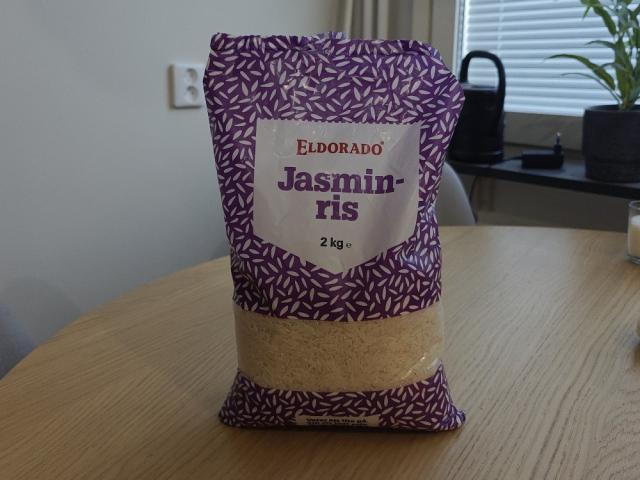 ELDORADO
Jasmin-
ris
2 kg e